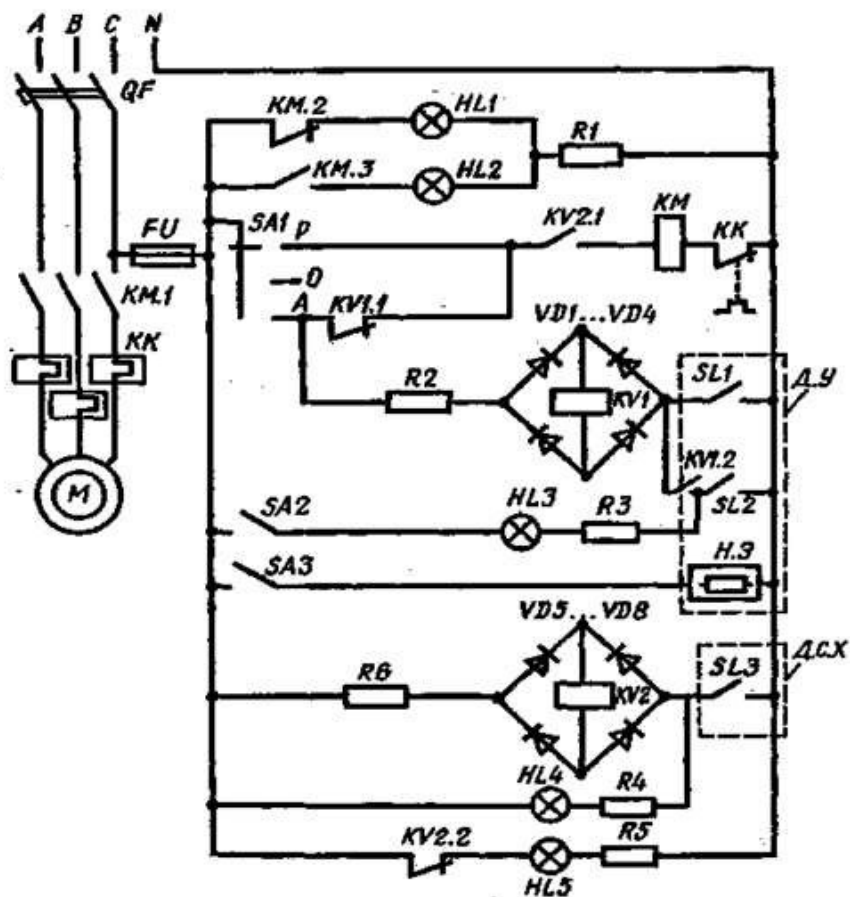 A B C N
QF
KM.2 HL1
R1
KM.3 HL2
FU
SA1 P
KV2.1 KM KK
0
KM.1
A KV1.1
VD1...VD4
KK
R2
KV1
SL1
Д.У
KV1.2
SL2
M
SA2 HL3 R3
Н.Э
SA3
VD5...VD8
Д.С.Х
R6
KV2
SL3
HL4 R4
KV2.2 R5
HL5